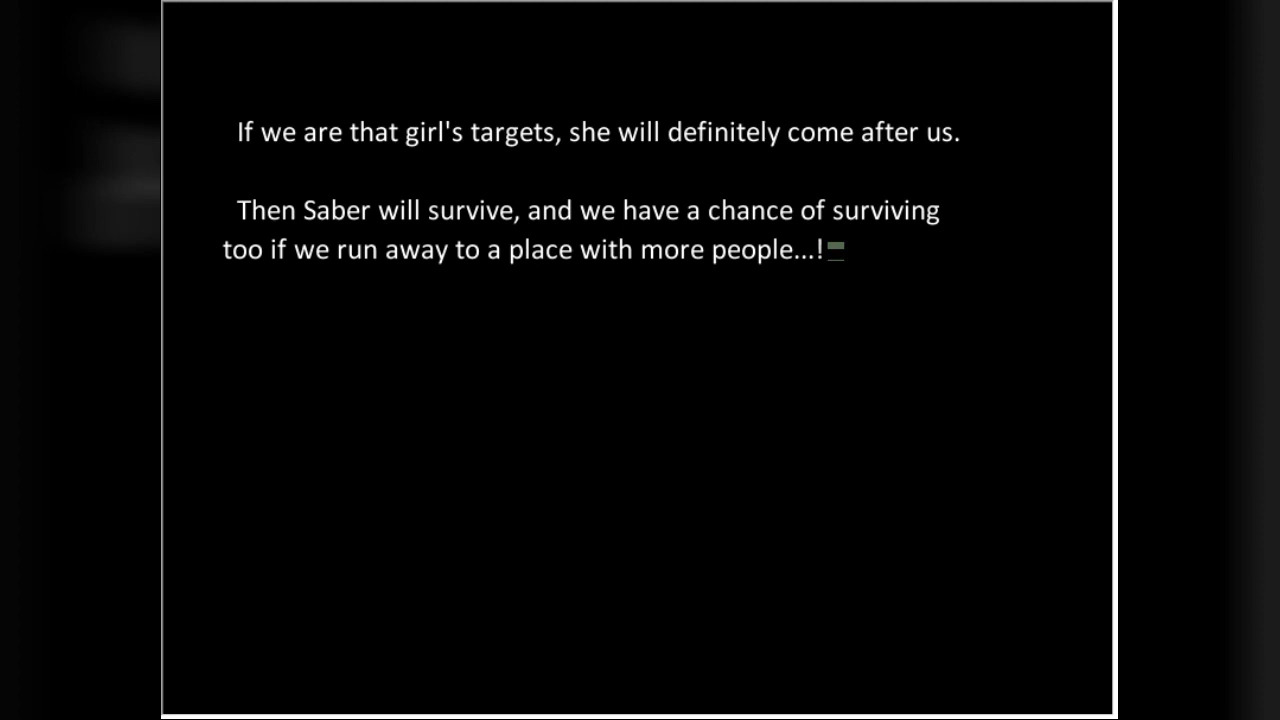 If we are that girl's targets, she will definitely come after us.
Then Saber will survive, and we have a chance of surviving
too if we run away to a place with more people...!